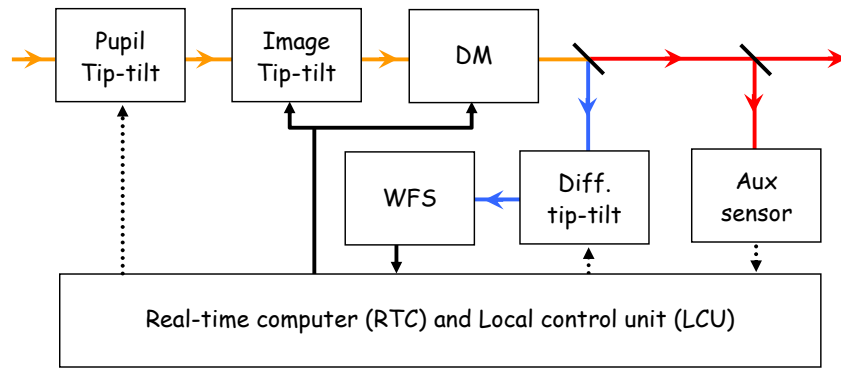 Pupil
Tip-tilt
Image
Tip-tilt
DM
WFS
Diff.
tip-tilt
Aux
sensor
Real-time computer (RTC) and Local control unit (LCU)